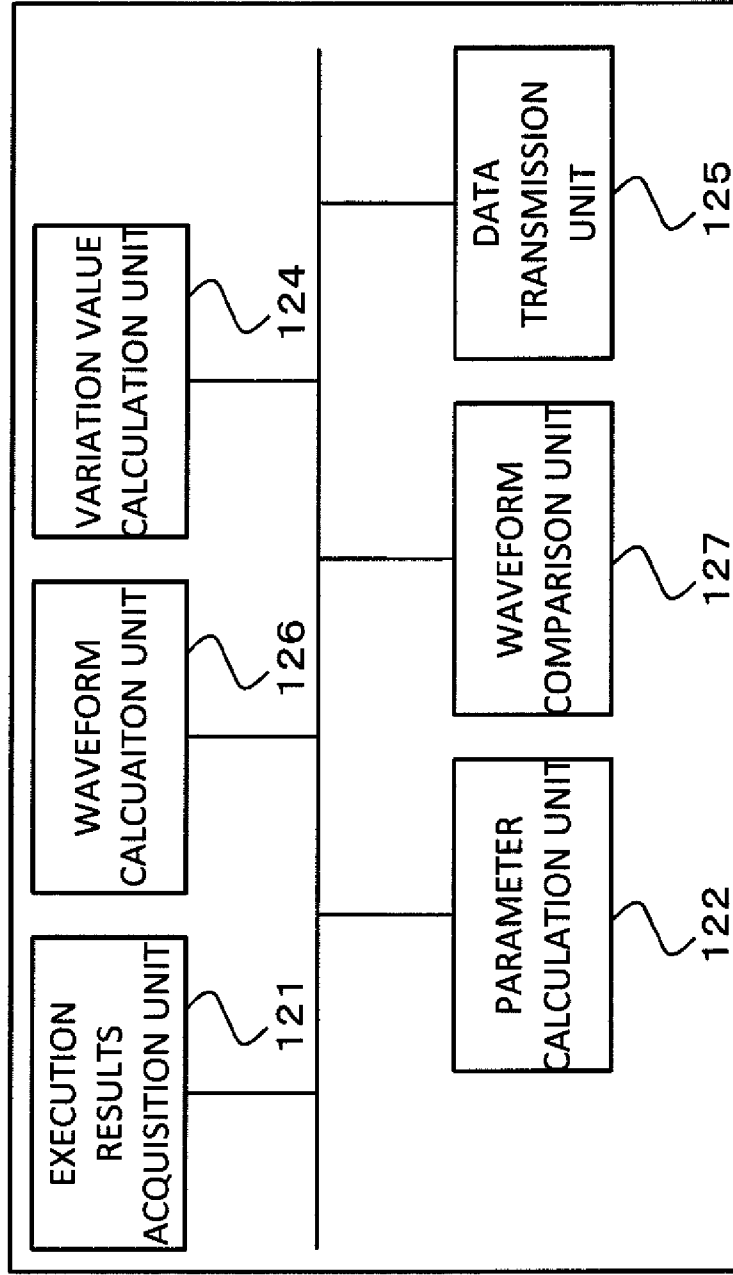 EXECUTION
RESULTS
ACQUISITION UNIT
121
WAVEFORM
CALCUAITON UNIT
126
VARIATION VALUE
CALCULATION UNIT
124
PARAMETER
CALCULATION UNIT
122
WAVEFORM
COMPARISON UNIT
127
DATA
TRANSMISSION
UNIT
125